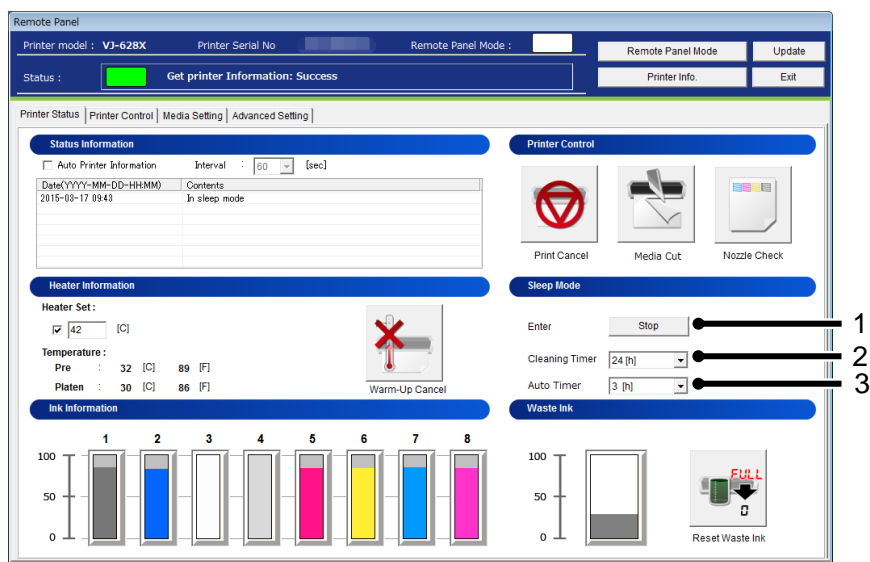 Remote Panel
Printer model : VJ-628X Printer Serial No Remote Panel Mode :
Remote Panel Mode Update
Status : Get printer Information: Success
Printer Info. Exit
Printer Status Printer Control Media Setting Advanced Setting
Status Information
Auto Printer Information Interval : 60 [sec]
Date(YYYY-MM-DD-HH:MM) Contents
2015-03-17 09:43 In sleep mode
Printer Control
Print Cancel Media Cut Nozzle Check
Heater Information
Heater Set :
42 [C]
Temperature :
Pre : 32 [C] 89 [F]
Platen : 30 [C] 86 [F]
Warm-Up Cancel
Sleep Mode
Enter Stop 1
Cleaning Timer 24 [h] 2
Auto Timer 3 [h] 3
Ink Information
1 2 3 4 5 6 7 8
100
50
0
Waste Ink
100
50
0
FULL
0
Reset Waste Ink